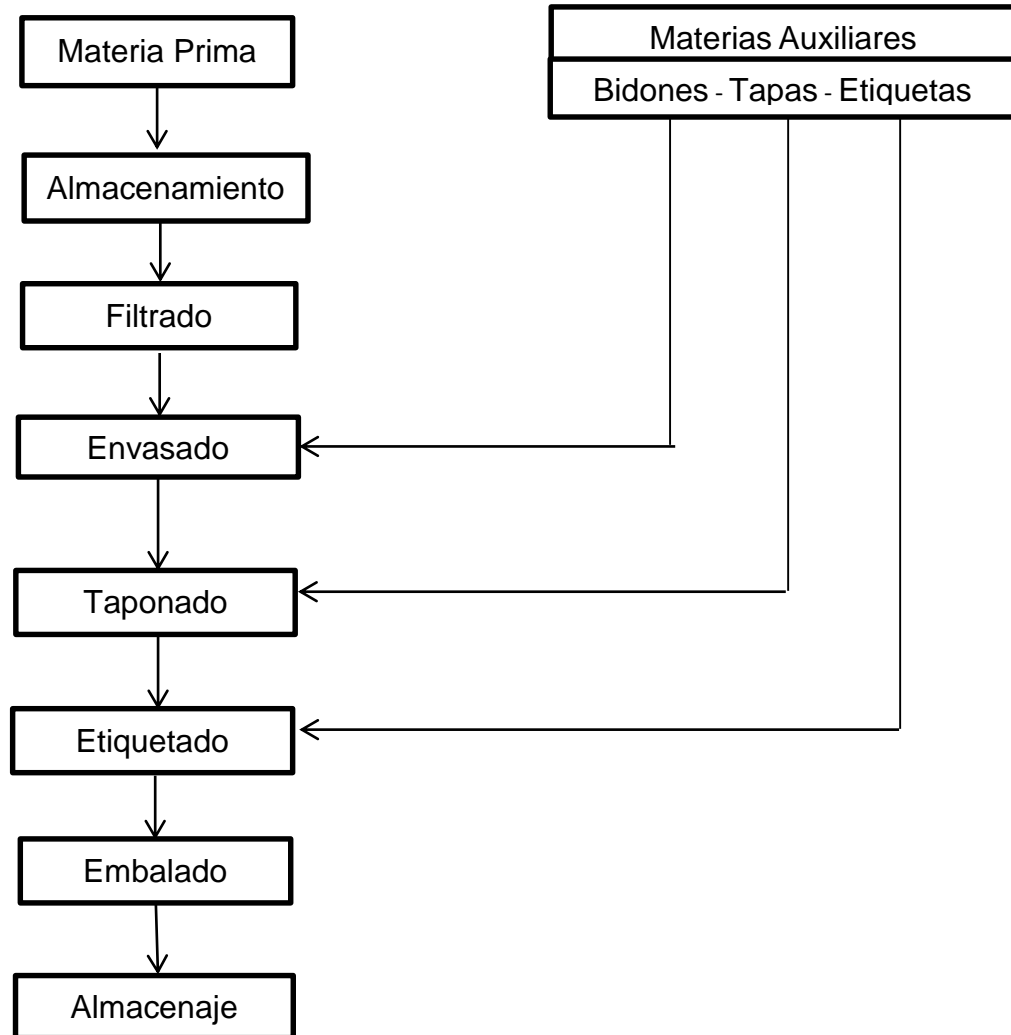 Materia Prima
Materias Auxiliares
Bidones - Tapas - Etiquetas
Almacenamiento
Filtrado
Envasado
Taponado
Etiquetado
Embalado
Almacenaje